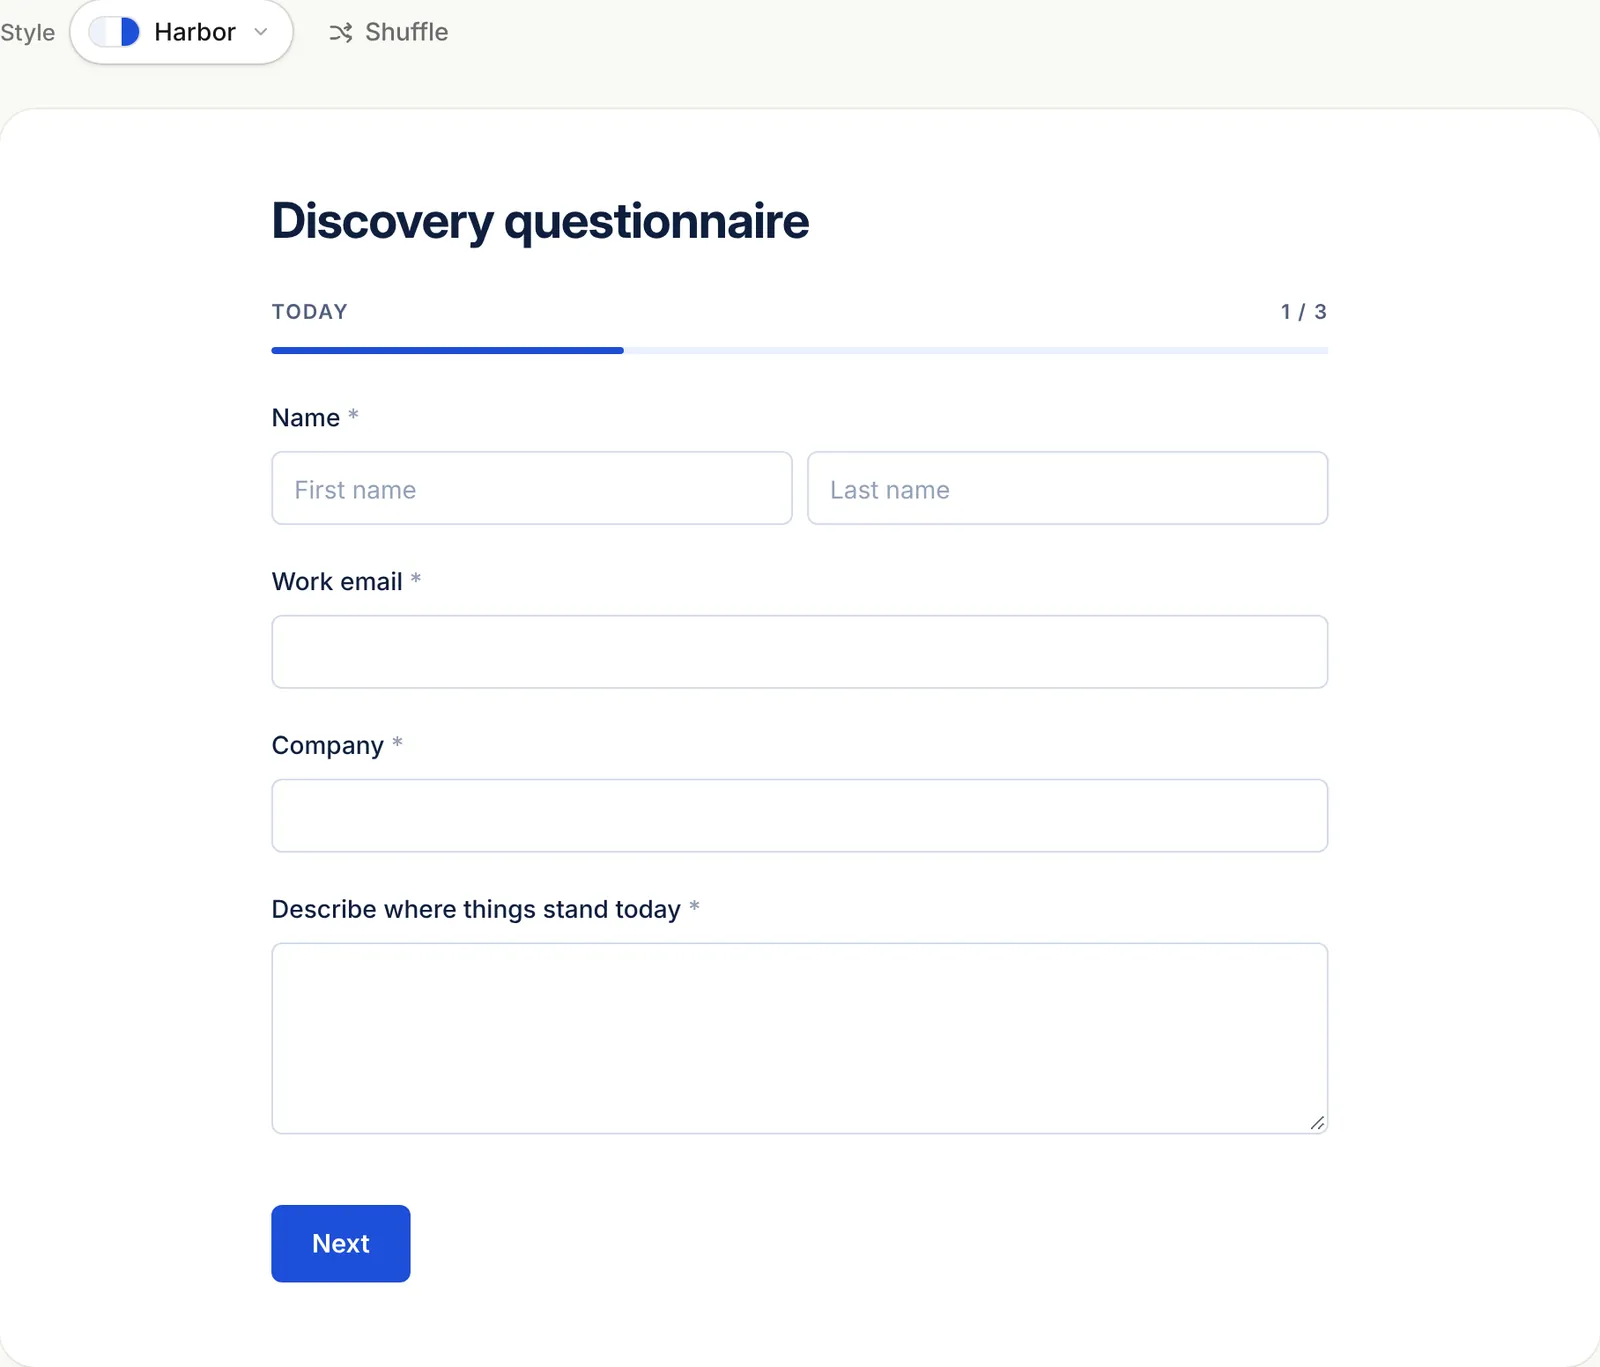 Style Harbor Shuffle
Discovery questionnaire
TODAY 1 / 3
Name *
First name Last name
Work email *
Company *
Describe where things stand today *
Next